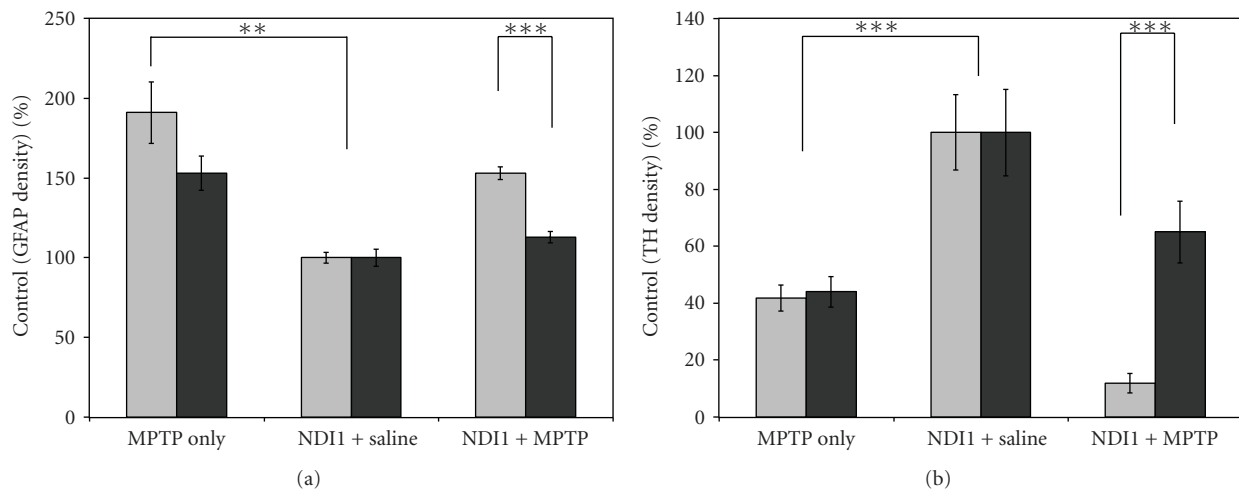 250
200
150
100
50
0
Control (GFAP density) (%)
**
***
MPTP only
NDI1 + saline
NDI1 + MPTP
(a)
140
120
100
80
60
40
20
0
Control (TH density) (%)
***
***
MPTP only
NDI1 + saline
NDI1 + MPTP
(b)